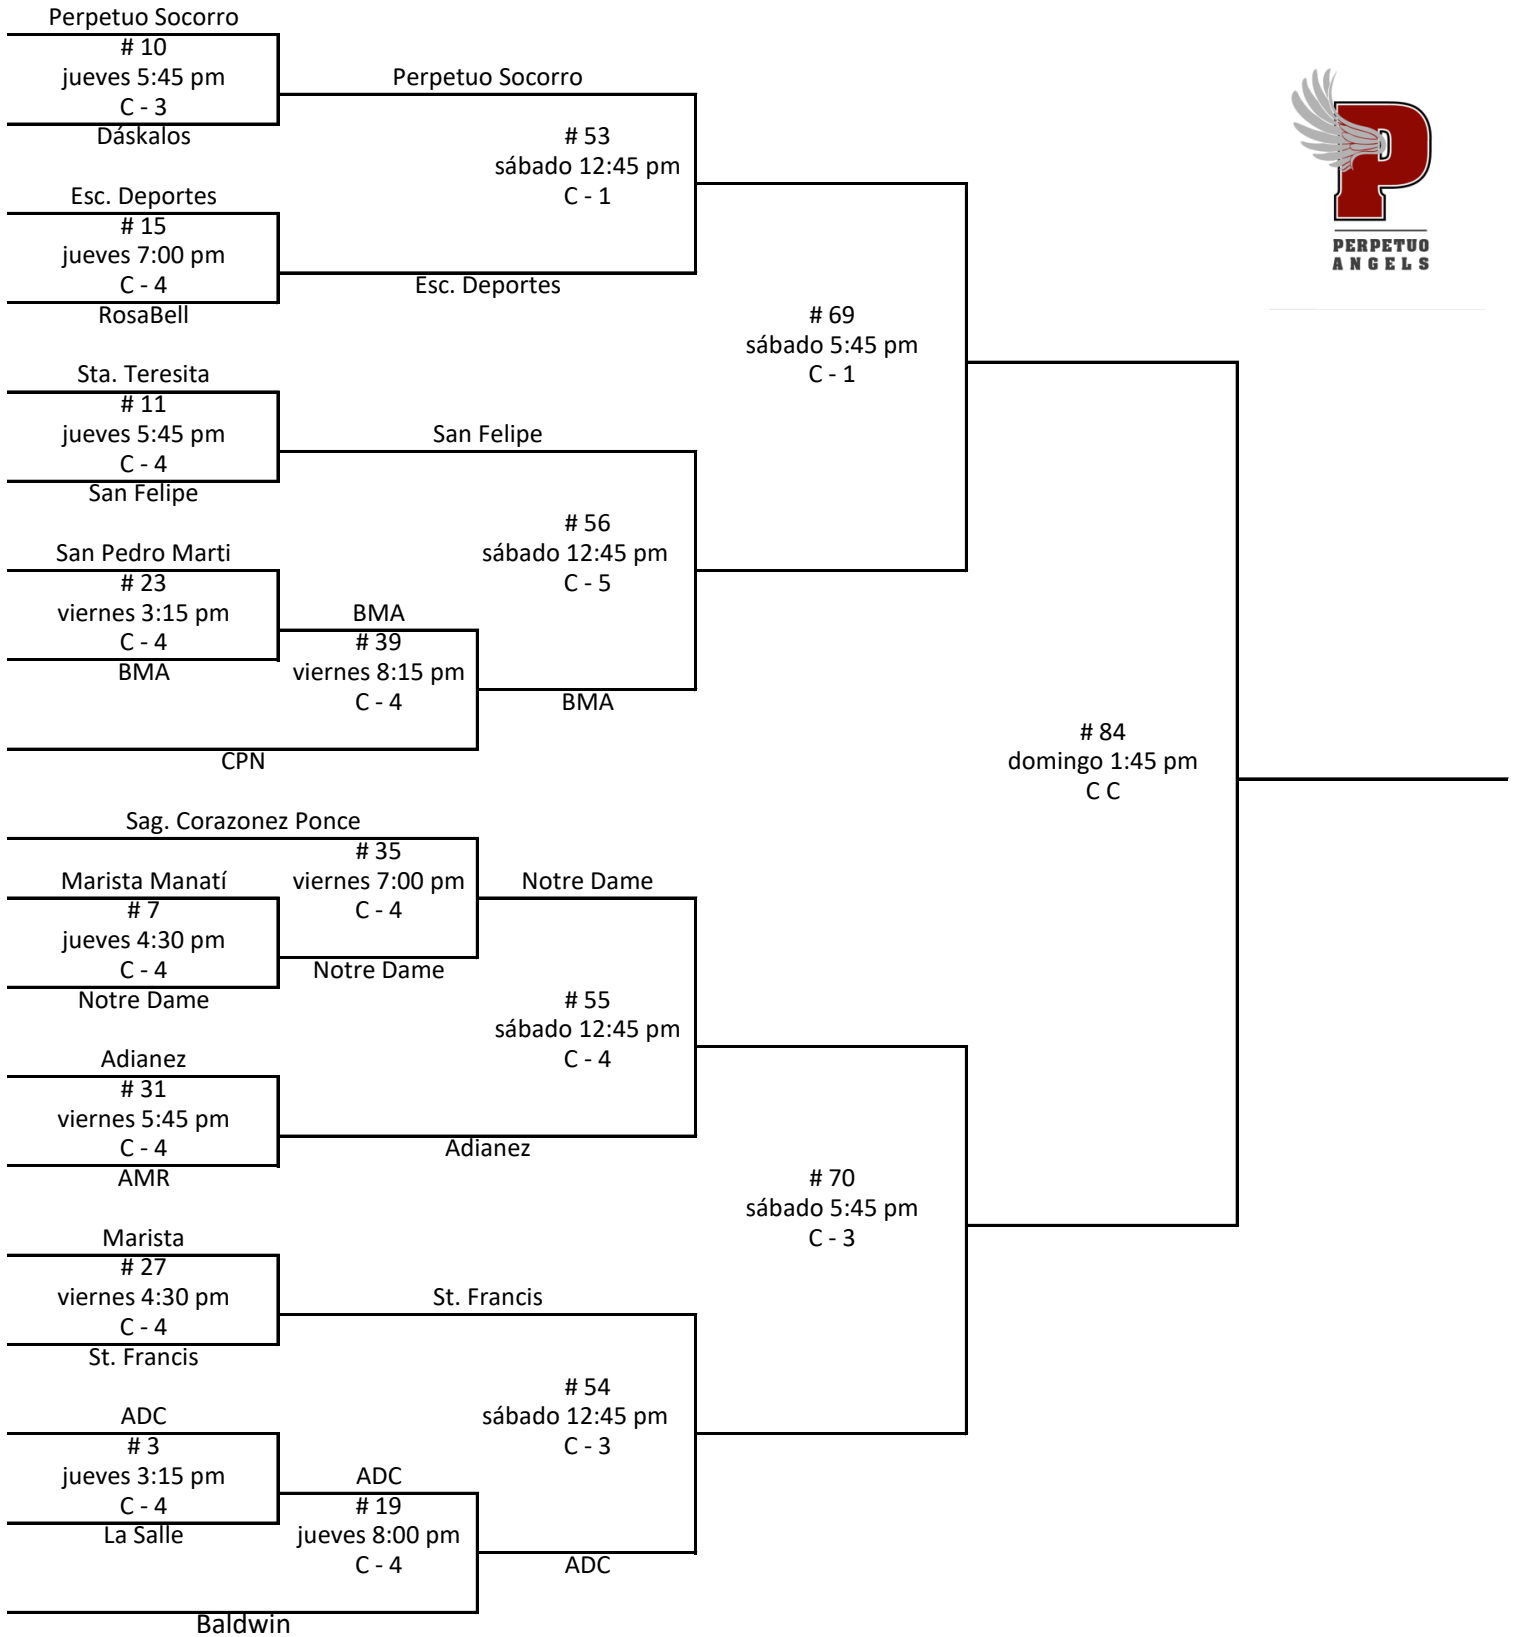 Perpetuo Socorro
# 10
jueves 5:45 pm
C - 3
Dáskalos
Perpetuo Socorro
# 53
sábado 12:45 pm
C - 1
Esc. Deportes
# 15
jueves 7:00 pm
C - 4
RosaBell
Esc. Deportes
PERPETUO
ANGELS
# 69
sábado 5:45 pm
C - 1
Sta. Teresita
# 11
jueves 5:45 pm
C - 4
San Felipe
San Felipe
# 56
sábado 12:45 pm
C - 5
San Pedro Marti
# 23
viernes 3:15 pm
C - 4
BMA
BMA
# 39
viernes 8:15 pm
C - 4
BMA
CPN
# 84
domingo 1:45 pm
C C
Sag. Corazonez Ponce
# 35
viernes 7:00 pm
C - 4
Notre Dame
Marista Manatí
# 7
jueves 4:30 pm
C - 4
Notre Dame
Notre Dame
# 55
sábado 12:45 pm
C - 4
Adianez
# 31
viernes 5:45 pm
C - 4
AMR
Adianez
# 70
sábado 5:45 pm
C - 3
Marista
# 27
viernes 4:30 pm
C - 4
St. Francis
St. Francis
# 54
sábado 12:45 pm
C - 3
ADC
# 3
jueves 3:15 pm
C - 4
La Salle
ADC
# 19
jueves 8:00 pm
C - 4
ADC
Baldwin